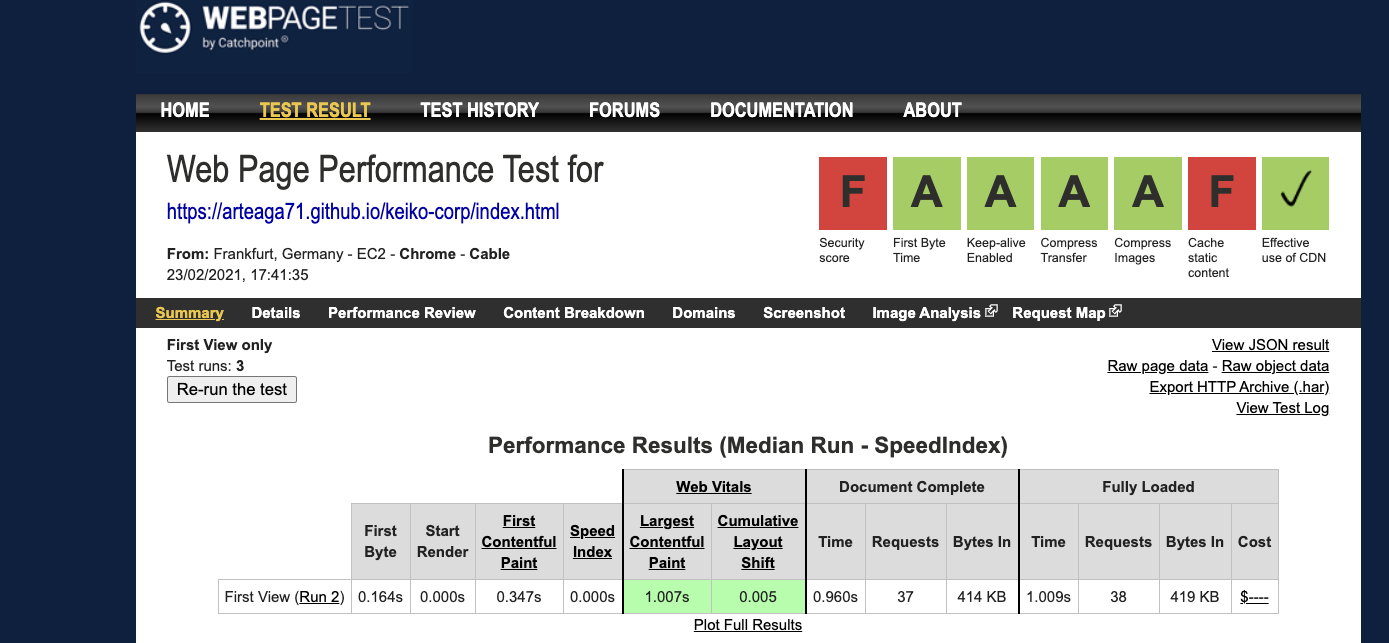 WEBPAGETEST
by Catchpoint®
HOME TEST RESULT TEST HISTORY FORUMS DOCUMENTATION ABOUT
Web Page Performance Test for
https://arteaga71.github.io/keiko-corp/index.html
From: Frankfurt, Germany - EC2 - Chrome - Cable
23/02/2021, 17:41:35
F A A A A F ✓
Security score
First Byte Time
Keep-alive Enabled
Compress Transfer
Compress Images
Cache static content
Effective use of CDN
Summary Details Performance Review Content Breakdown Domains Screenshot Image Analysis Request Map
First View only
Test runs: 3
Re-run the test
View JSON result
Raw page data - Raw object data
Export HTTP Archive (.har)
View Test Log
Performance Results (Median Run - SpeedIndex)
Web Vitals Document Complete Fully Loaded
First Byte Start Render First Contentful Paint Speed Index Largest Contentful Paint Cumulative Layout Shift Time Requests Bytes In Time Requests Bytes In Cost
First View (Run 2) 0.164s 0.000s 0.347s 0.000s 1.007s 0.005 0.960s 37 414 KB 1.009s 38 419 KB $----
Plot Full Results